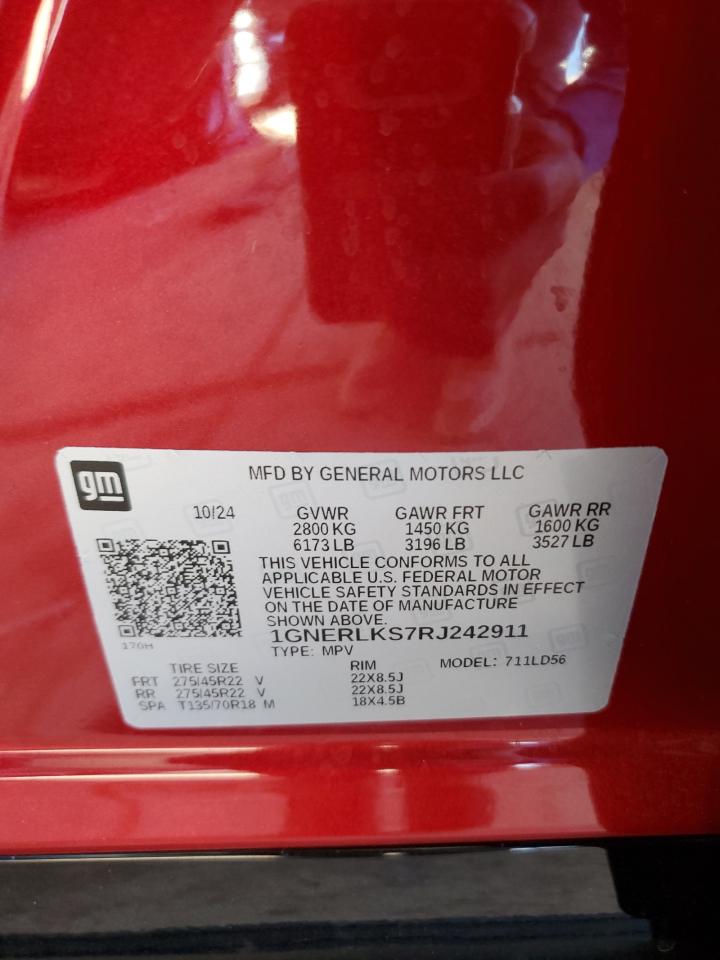 gm
MFD BY GENERAL MOTORS LLC
10/24 GVWR GAWR FRT GAWR RR
2800 KG 1450 KG 1600 KG
6173 LB 3196 LB 3527 LB
THIS VEHICLE CONFORMS TO ALL
APPLICABLE U.S. FEDERAL MOTOR
VEHICLE SAFETY STANDARDS IN EFFECT
ON THE DATE OF MANUFACTURE
SHOWN ABOVE.
1GNERLKS7RJ242911
170H
TYPE: MPV MODEL: 711LD56
TIRE SIZE RIM
FRT 275/45R22 V 22X8.5J
RR 275/45R22 V 22X8.5J
SPA T135/70R18 M 18X4.5B